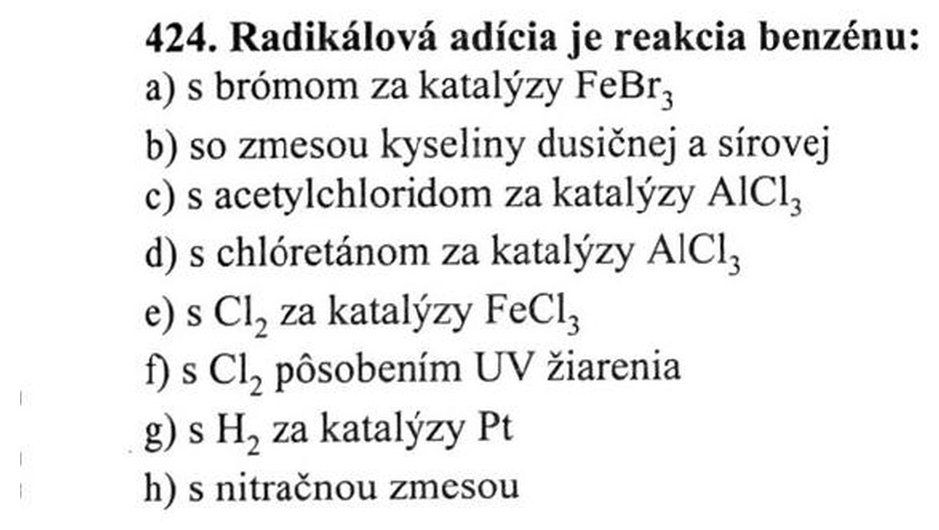 424. Radikálová adícia je reakcia benzénu:
a) s brómom za katalýzy FeBr₃
b) so zmesou kyseliny dusičnej a sírovej
c) s acetylchloridom za katalýzy AlCl₃
d) s chlóretánom za katalýzy AlCl₃
e) s Cl₂ za katalýzy FeCl₃
f) s Cl₂ pôsobením UV žiarenia
g) s H₂ za katalýzy Pt
h) s nitračnou zmesou